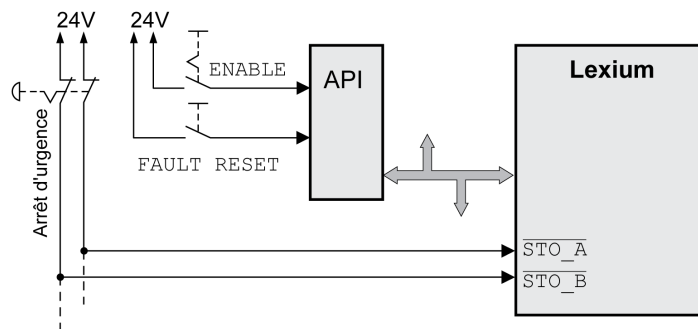 24V 24V
ENABLE
API
Lexium
Arrêt d'urgence
FAULT RESET
STO_A
STO_B